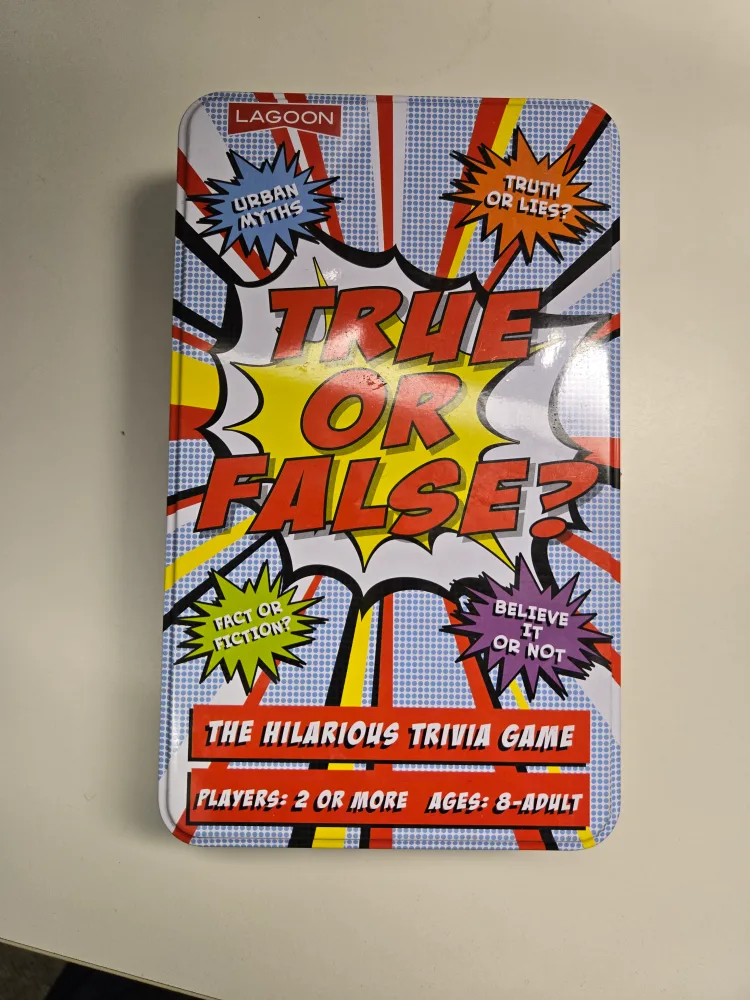 LAGOON
URBAN
MYTHS
TRUTH
OR LIES?
TRUE
OR
FALSE?
FACT OR
FICTION?
BELIEVE
IT
OR NOT
THE HILARIOUS TRIVIA GAME
PLAYERS: 2 OR MORE AGES: 8-ADULT